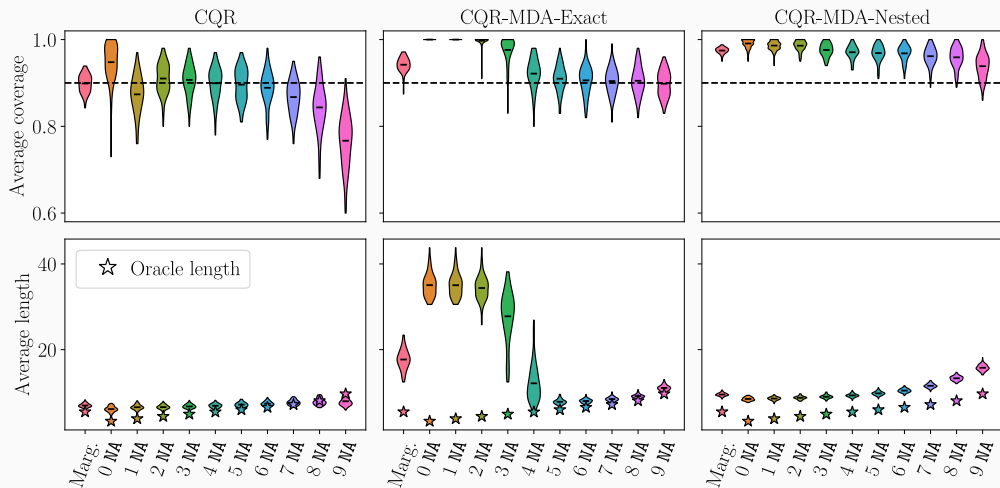 CQR
CQR-MDA-Exact
CQR-MDA-Nested
Average coverage
1.0
0.8
0.6
Average length
40
20
Oracle length
Marg.
0 NA
1 NA
2 NA
3 NA
4 NA
5 NA
6 NA
7 NA
8 NA
9 NA
Marg.
0 NA
1 NA
2 NA
3 NA
4 NA
5 NA
6 NA
7 NA
8 NA
9 NA
Marg.
0 NA
1 NA
2 NA
3 NA
4 NA
5 NA
6 NA
7 NA
8 NA
9 NA